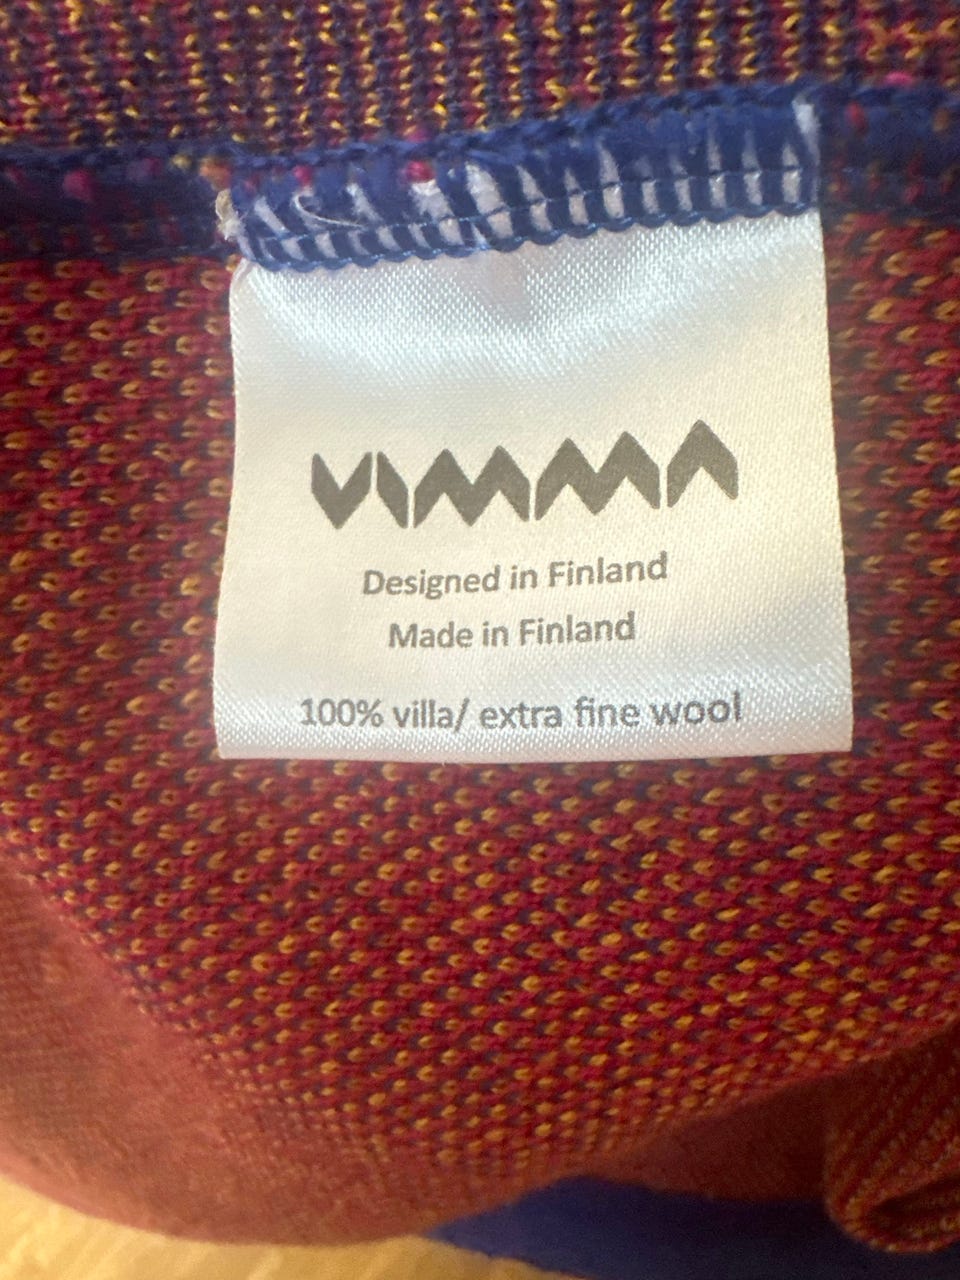 VIMMA
Designed in Finland
Made in Finland
100% villa/ extra fine wool